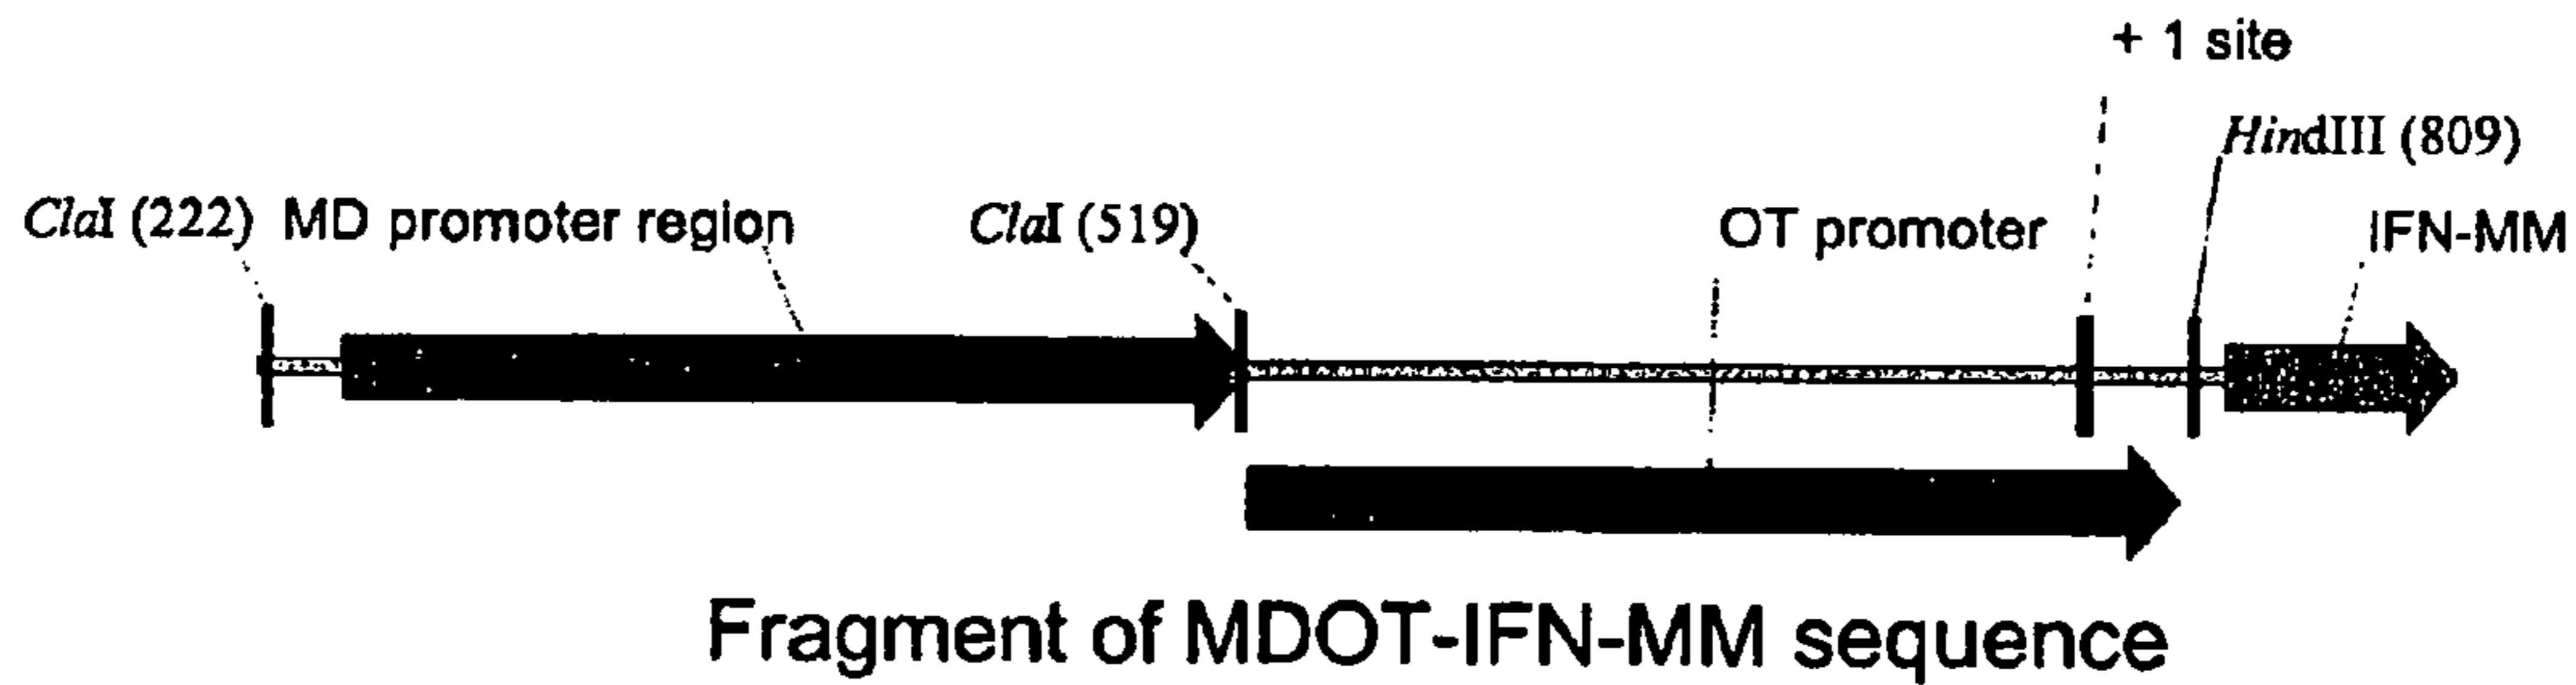 + 1 site
HindIII (809)
ClaI (222) MD promoter region ClaI (519) OT promoter IFN-MM
Fragment of MDOT-IFN-MM sequence